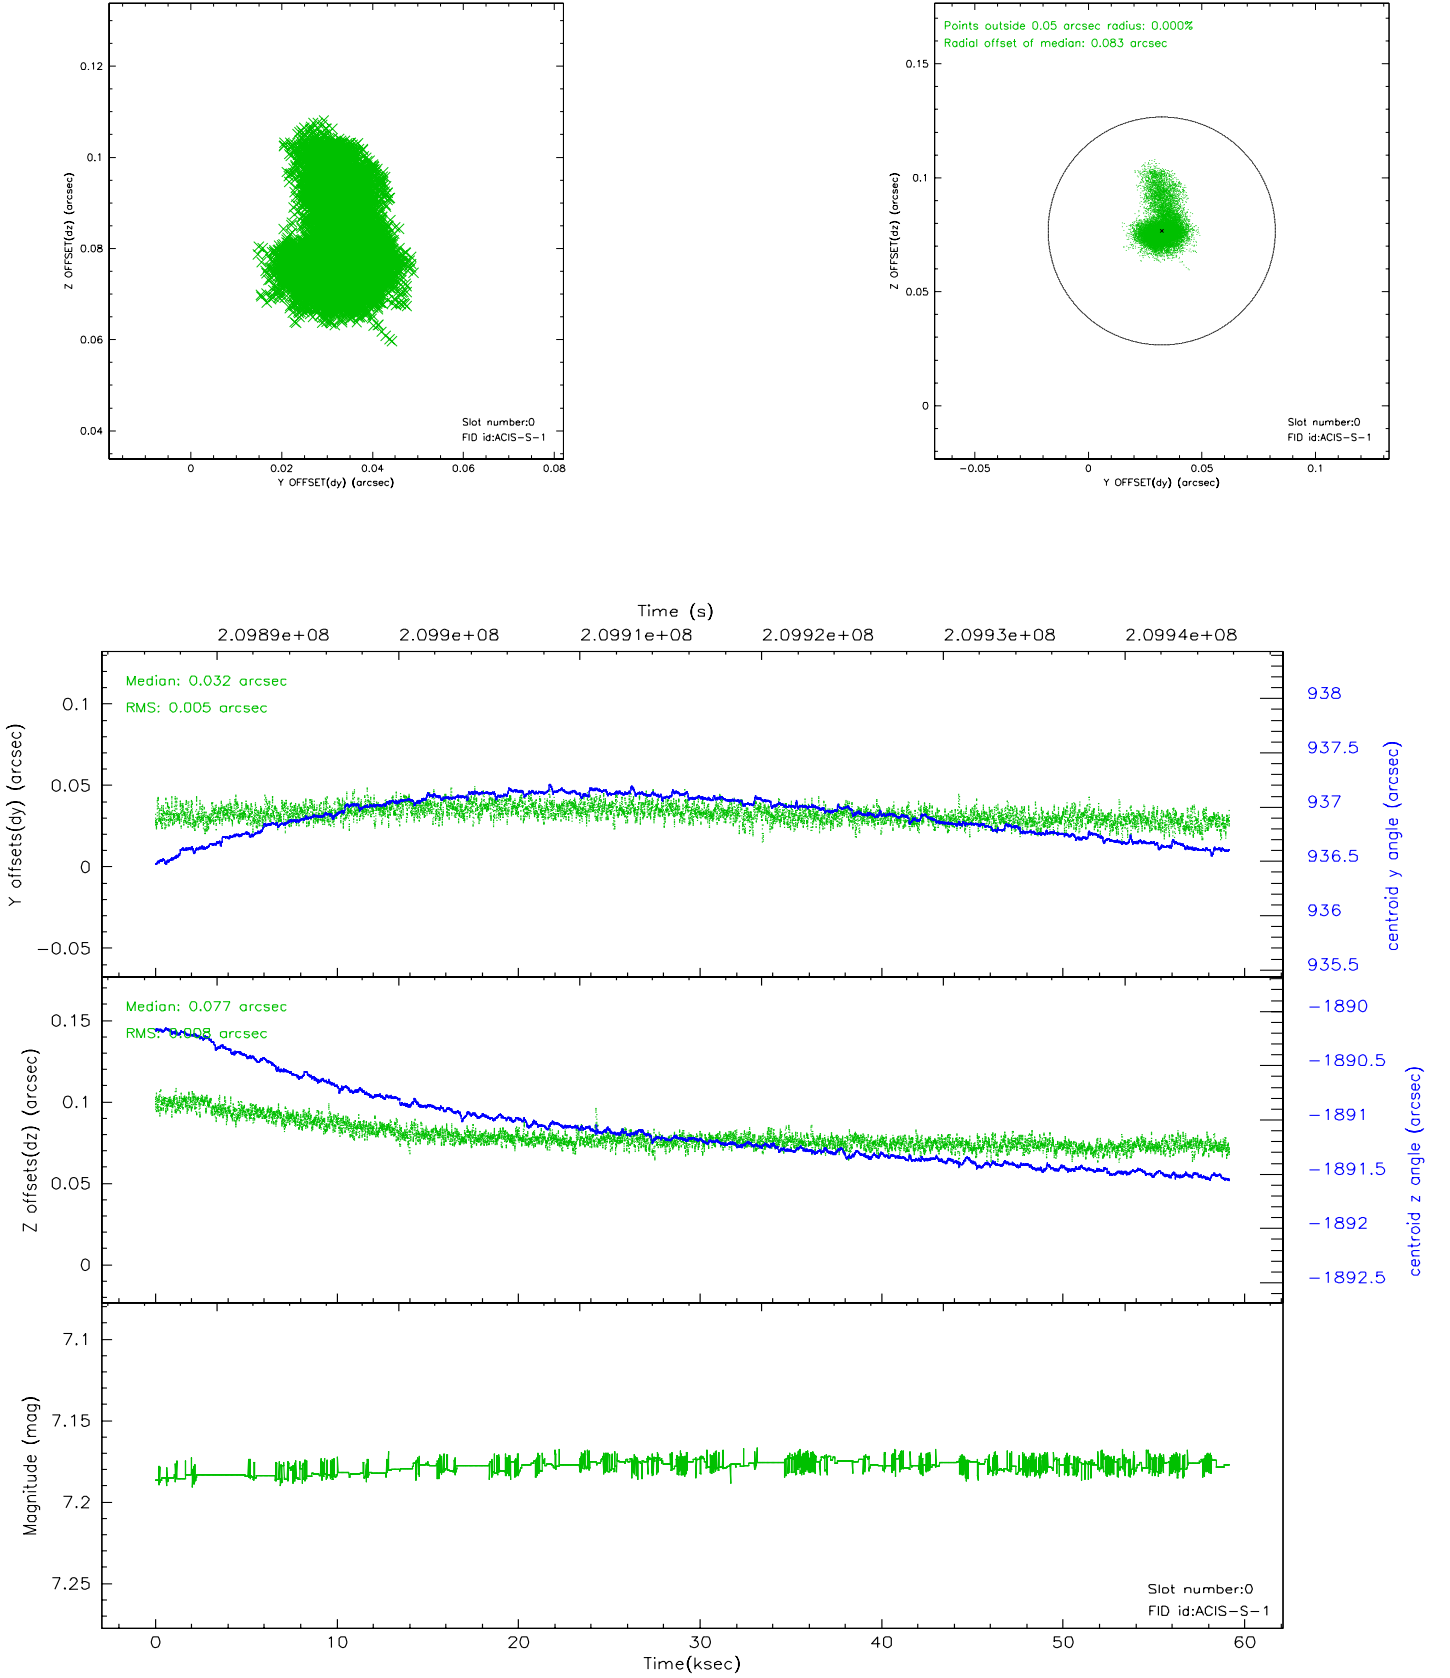 0.12
0.1
0.08
0.06
0.04
Z OFFSET(dz) (arcsec)
Slot number:0
FID id:ACIS-S-1
0 0.02 0.04 0.06 0.08
Y OFFSET(dy) (arcsec)
Points outside 0.05 arcsec radius: 0.000%
Radial offset of median: 0.083 arcsec
0.15
0.1
0.05
0
Z OFFSET(dz) (arcsec)
Slot number:0
FID id:ACIS-S-1
-0.05 0 0.05 0.1
Y OFFSET(dy) (arcsec)
Time (s)
2.0989e+08 2.099e+08 2.0991e+08 2.0992e+08 2.0993e+08 2.0994e+08
Median: 0.032 arcsec
RMS: 0.005 arcsec
0.1
0.05
0
-0.05
Y offsets(dy) (arcsec)
938
937.5
937
936.5
936
935.5
centroid y angle (arcsec)
Median: 0.077 arcsec
RMS: 0.008 arcsec
0.15
0.1
0.05
0
Z offsets(dz) (arcsec)
-1890
-1890.5
-1891
-1891.5
-1892
-1892.5
centroid z angle (arcsec)
7.1
7.15
7.2
7.25
Magnitude (mag)
Slot number:0
FID id:ACIS-S-1
0 10 20 30 40 50 60
Time(ksec)